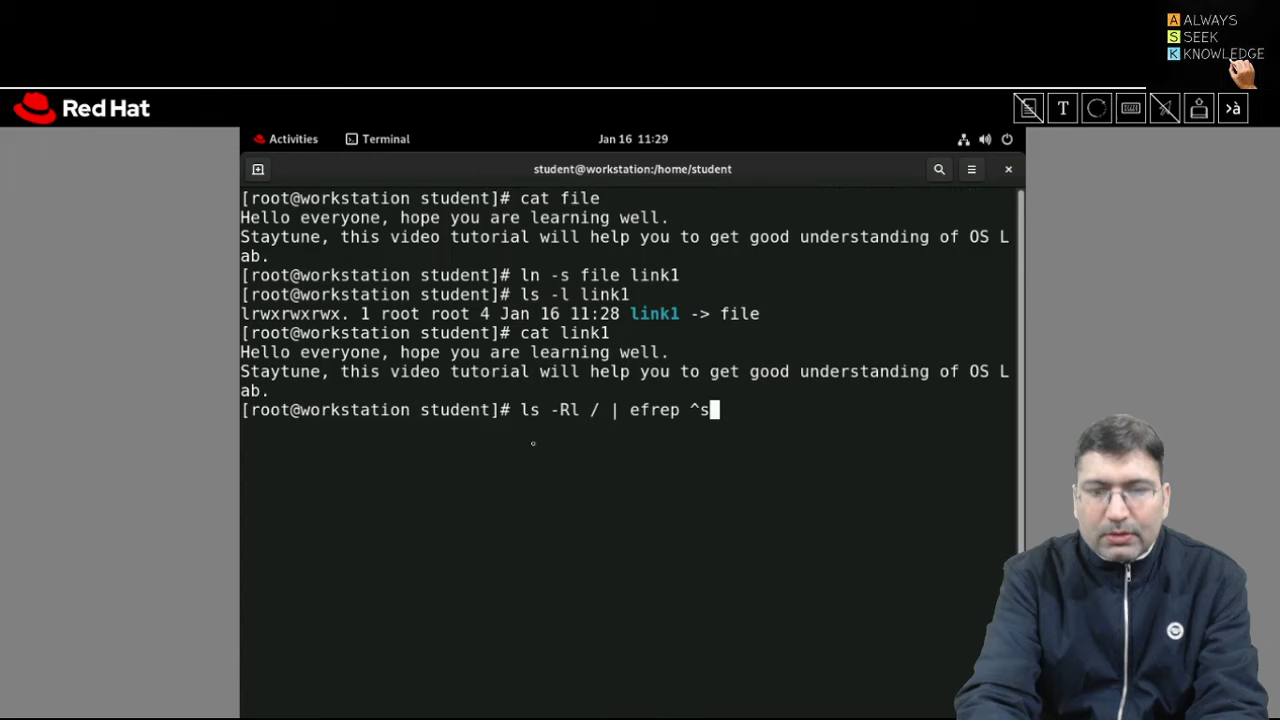 ALWAYS
SEEK
KNOWLEDGE
Red Hat
T
>à
Activities
Terminal
Jan 16 11:29
student@workstation:/home/student
[root@workstation student]# cat file
Hello everyone, hope you are learning well.
Staytune, this video tutorial will help you to get good understanding of OS L
ab.
[root@workstation student]# ln -s file link1
[root@workstation student]# ls -l link1
lrwxrwxrwx. 1 root root 4 Jan 16 11:28 link1 -> file
[root@workstation student]# cat link1
Hello everyone, hope you are learning well.
Staytune, this video tutorial will help you to get good understanding of OS L
ab.
[root@workstation student]# ls -Rl / | efrep ^s